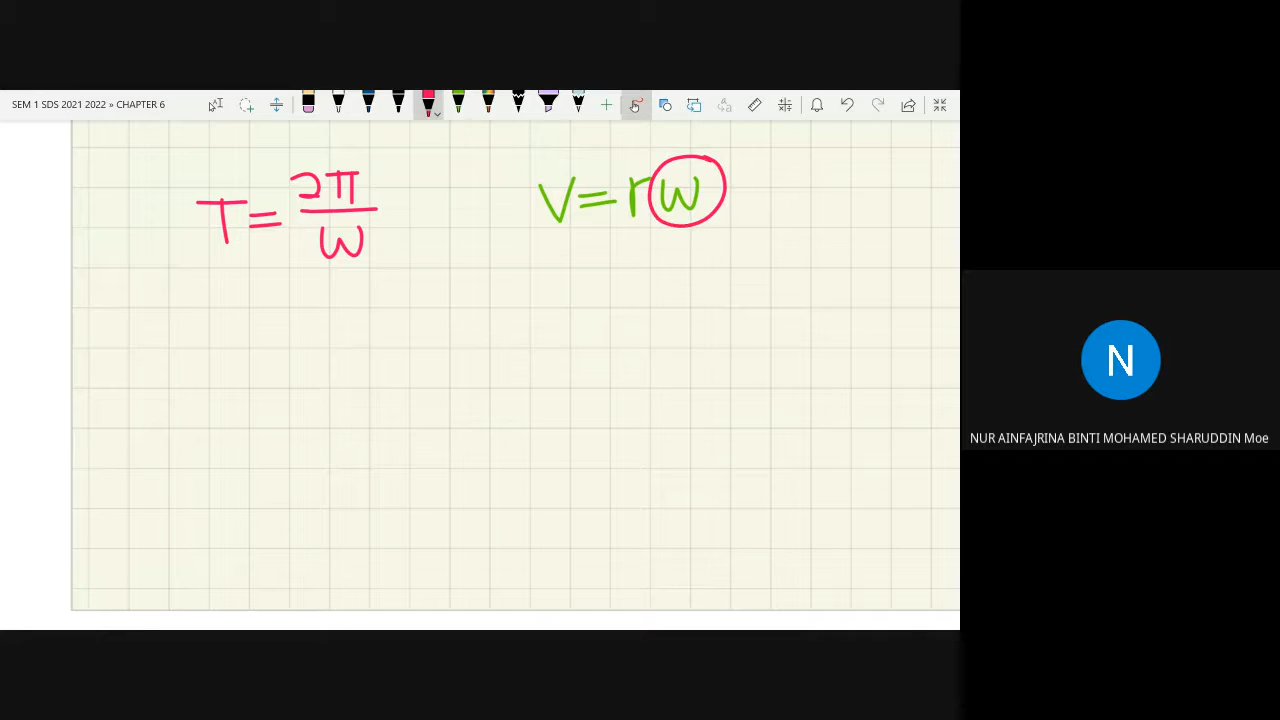 SEM 1 SDS 2021 2022 » CHAPTER 6
T = 2π/ω
V = rω
N
NUR AINFAJRINA BINTI MOHAMED SHARUDDIN Moe